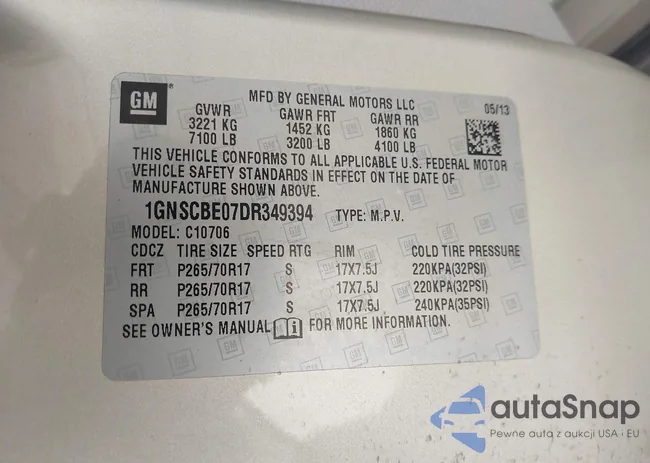 GM
MFD BY GENERAL MOTORS LLC
05/13
GVWR GAWR FRT GAWR RR
3221 KG 1452 KG 1860 KG
7100 LB 3200 LB 4100 LB
THIS VEHICLE CONFORMS TO ALL APPLICABLE U.S. FEDERAL MOTOR
VEHICLE SAFETY STANDARDS IN EFFECT ON THE DATE OF
MANUFACTURE SHOWN ABOVE.
1GNSCBE07DR349394 TYPE: M.P.V.
MODEL: C10706
CDCZ TIRE SIZE SPEED RTG RIM COLD TIRE PRESSURE
FRT P265/70R17 S 17X7.5J 220KPA(32PSI)
RR P265/70R17 S 17X7.5J 220KPA(32PSI)
SPA P265/70R17 S 17X7.5J 240KPA(35PSI)
SEE OWNER'S MANUAL FOR MORE INFORMATION.
autaSnap
Pewne auta z aukcji USA i EU